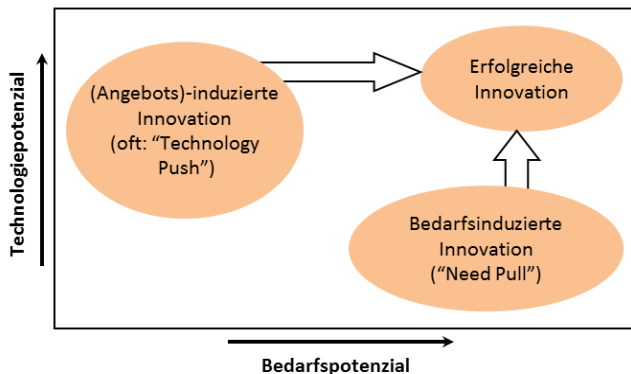 Technologiepotenzial
(Angebots)-induzierte
Innovation
(oft: “Technology
Push”)
Erfolgreiche
Innovation
Bedarfsinduzierte
Innovation
(“Need Pull”)
Bedarfspotenzial